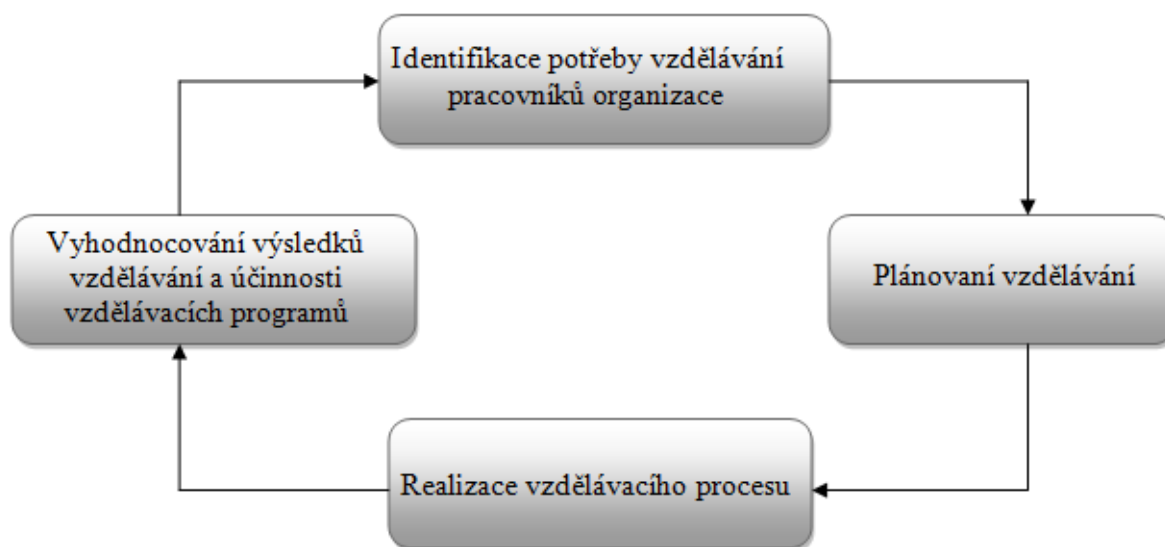 Identifikace potřeby vzdělávání
pracovníků organizace
Vyhodnocování výsledků
vzdělávání a účinnosti
vzdělávacích programů
Plánovaní vzdělávání
Realizace vzdělávacího procesu